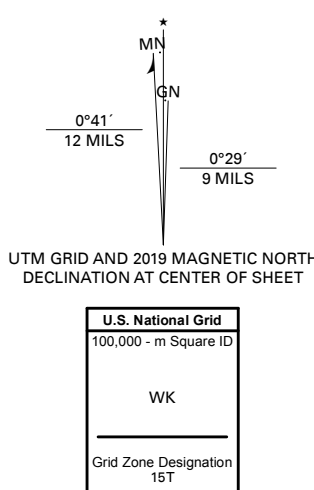 ★
MN
GN
0°41´
12 MILS
0°29´
9 MILS
UTM GRID AND 2019 MAGNETIC NORTH
DECLINATION AT CENTER OF SHEET
U.S. National Grid
100,000 - m Square ID
WK
Grid Zone Designation
15T